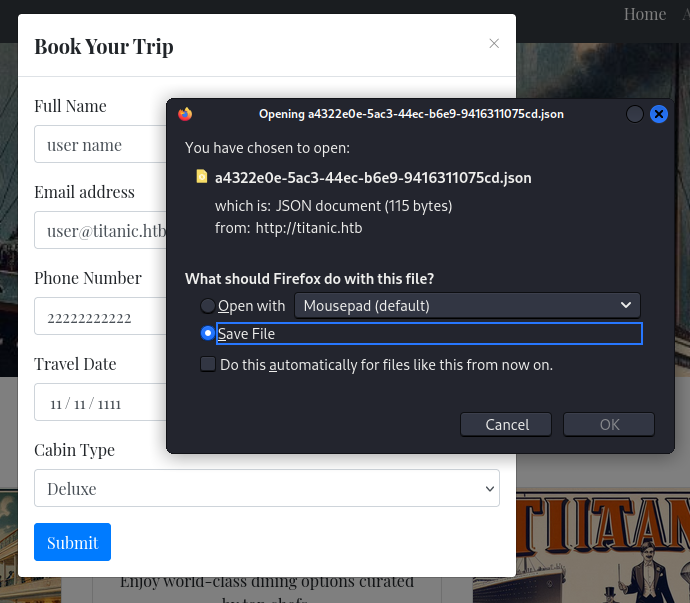 Home
Book Your Trip
×
Full Name
user name
Email address
user@titanic.htb
Phone Number
22222222222
Travel Date
11 / 11 / 1111
Cabin Type
Deluxe
Submit
Opening a4322e0e-5ac3-44ec-b6e9-9416311075cd.json
You have chosen to open:
a4322e0e-5ac3-44ec-b6e9-9416311075cd.json
which is: JSON document (115 bytes)
from: http://titanic.htb
What should Firefox do with this file?
Open with Mousepad (default)
Save File
Do this automatically for files like this from now on.
Cancel OK
Enjoy world-class dining options curated
by top chefs.